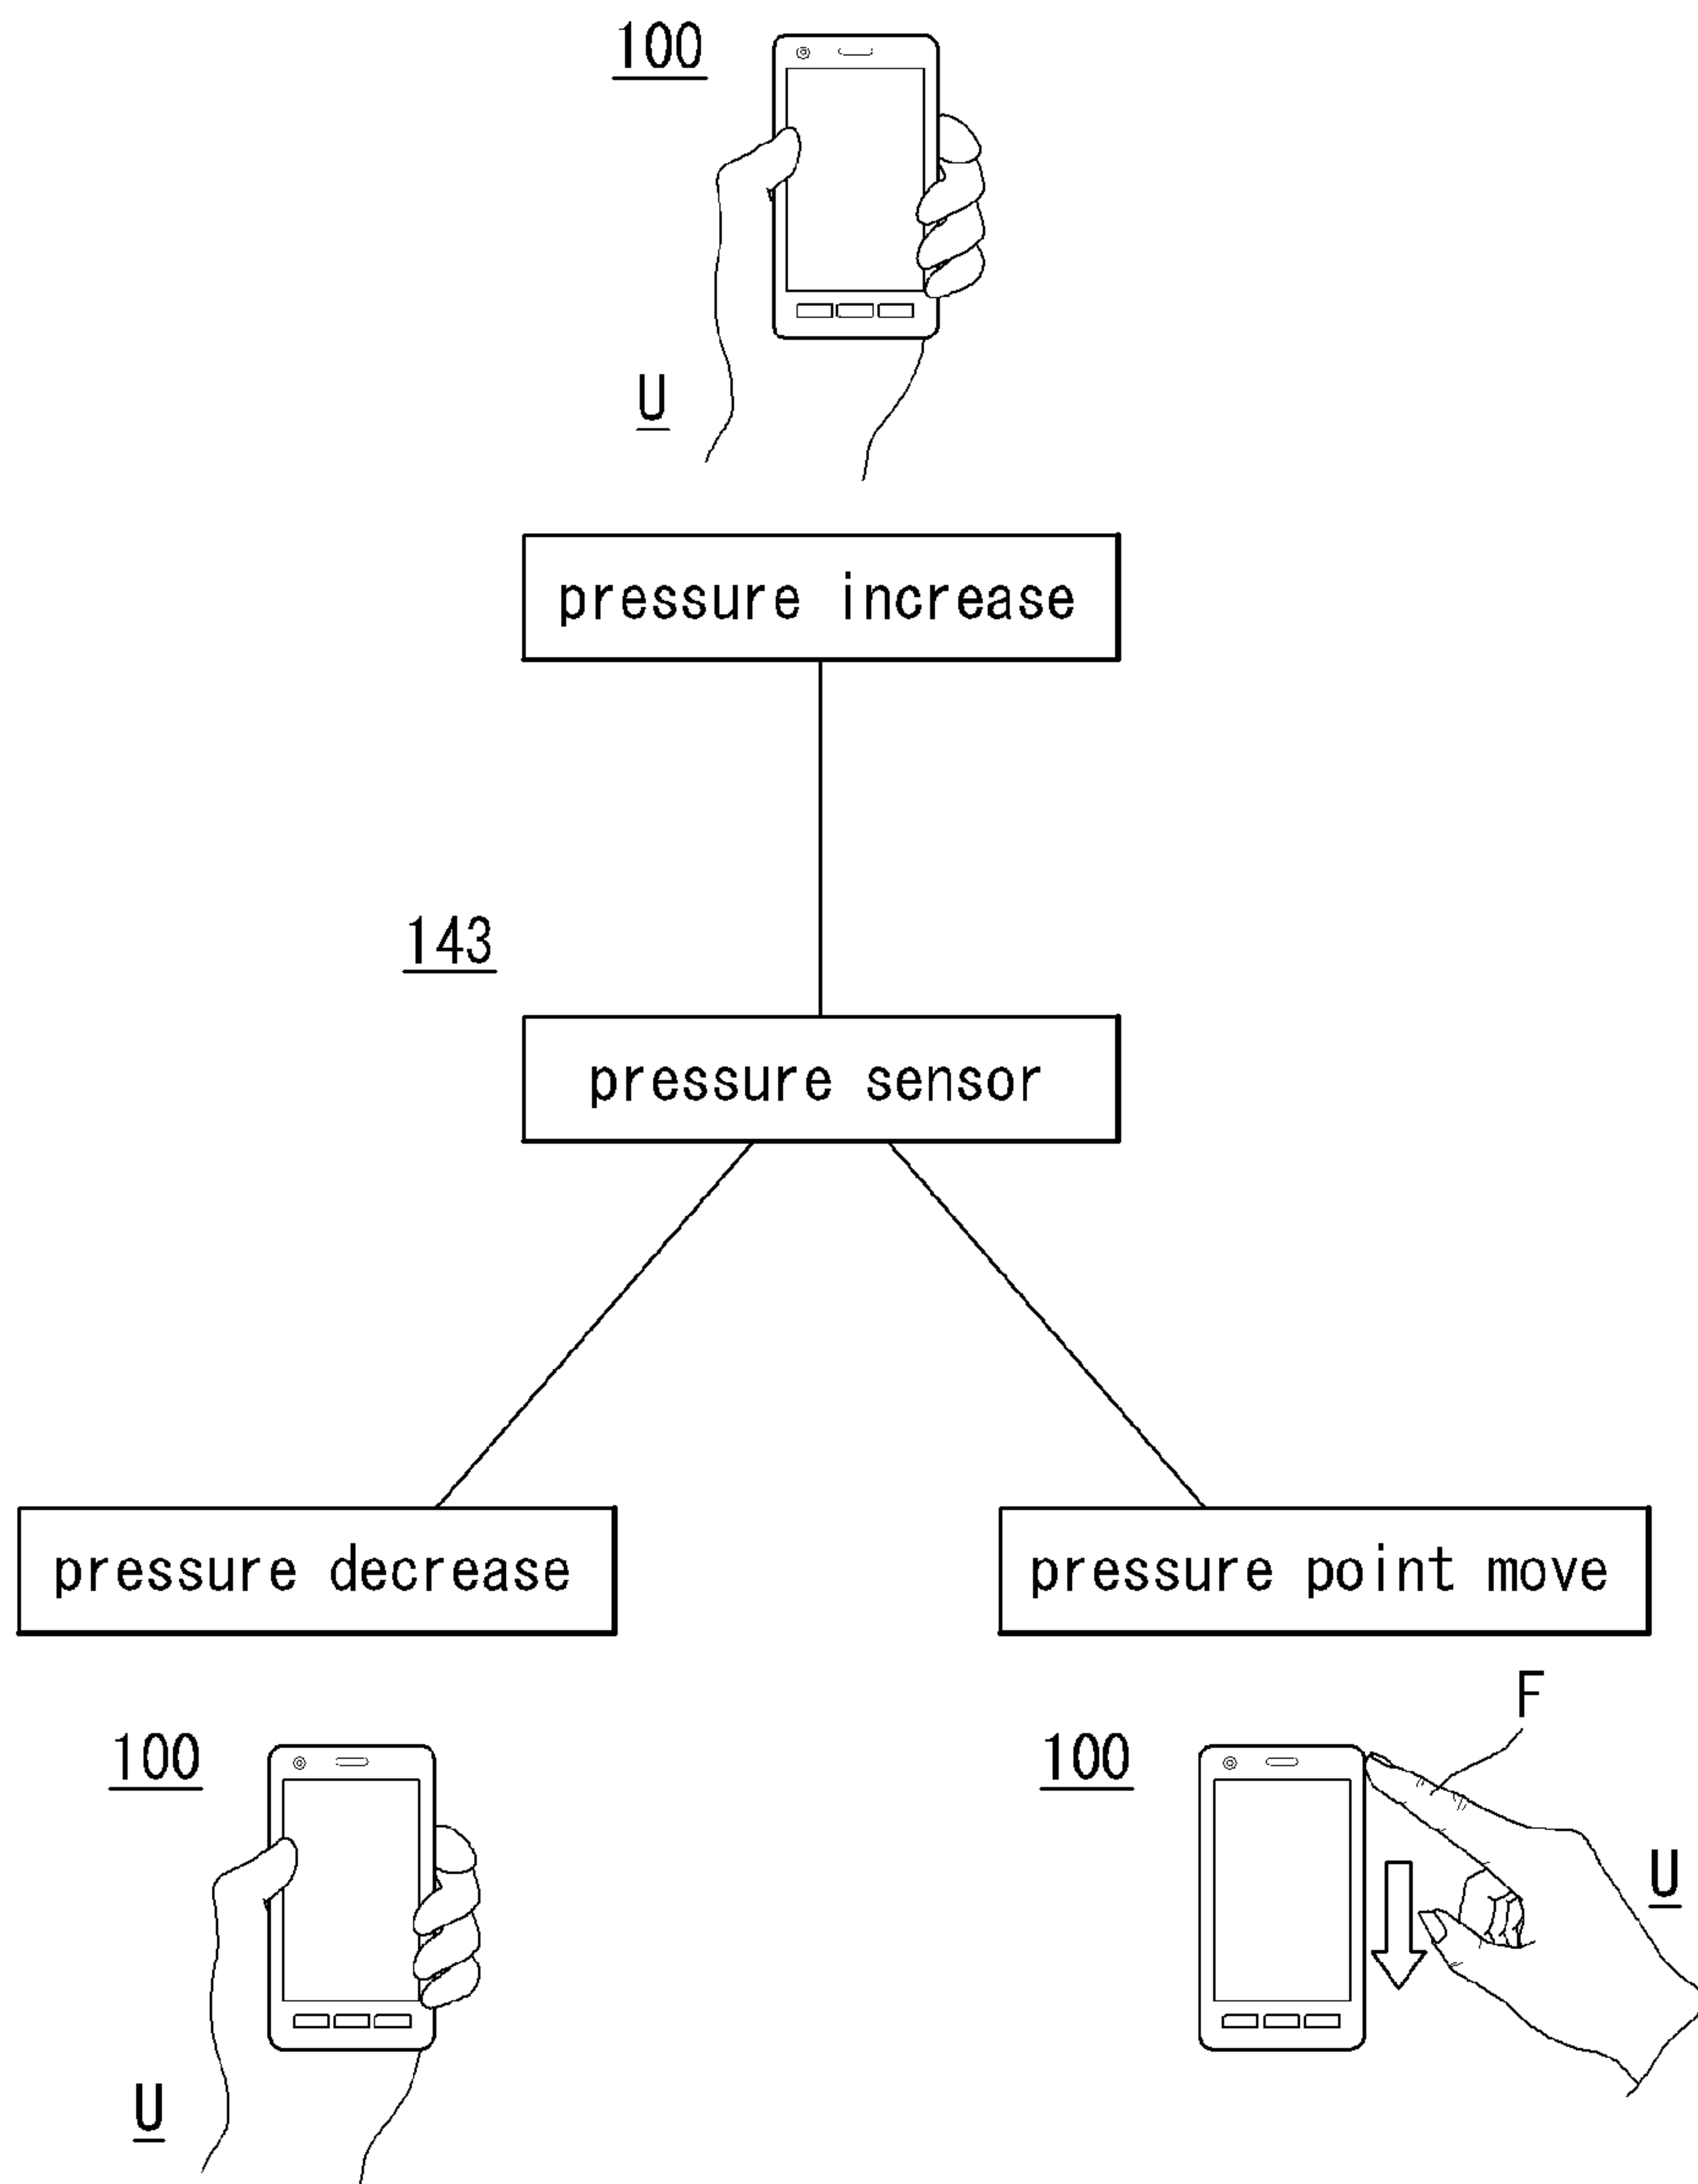 100
U
pressure increase
143
pressure sensor
pressure decrease
pressure point move
F
100
100
U
U